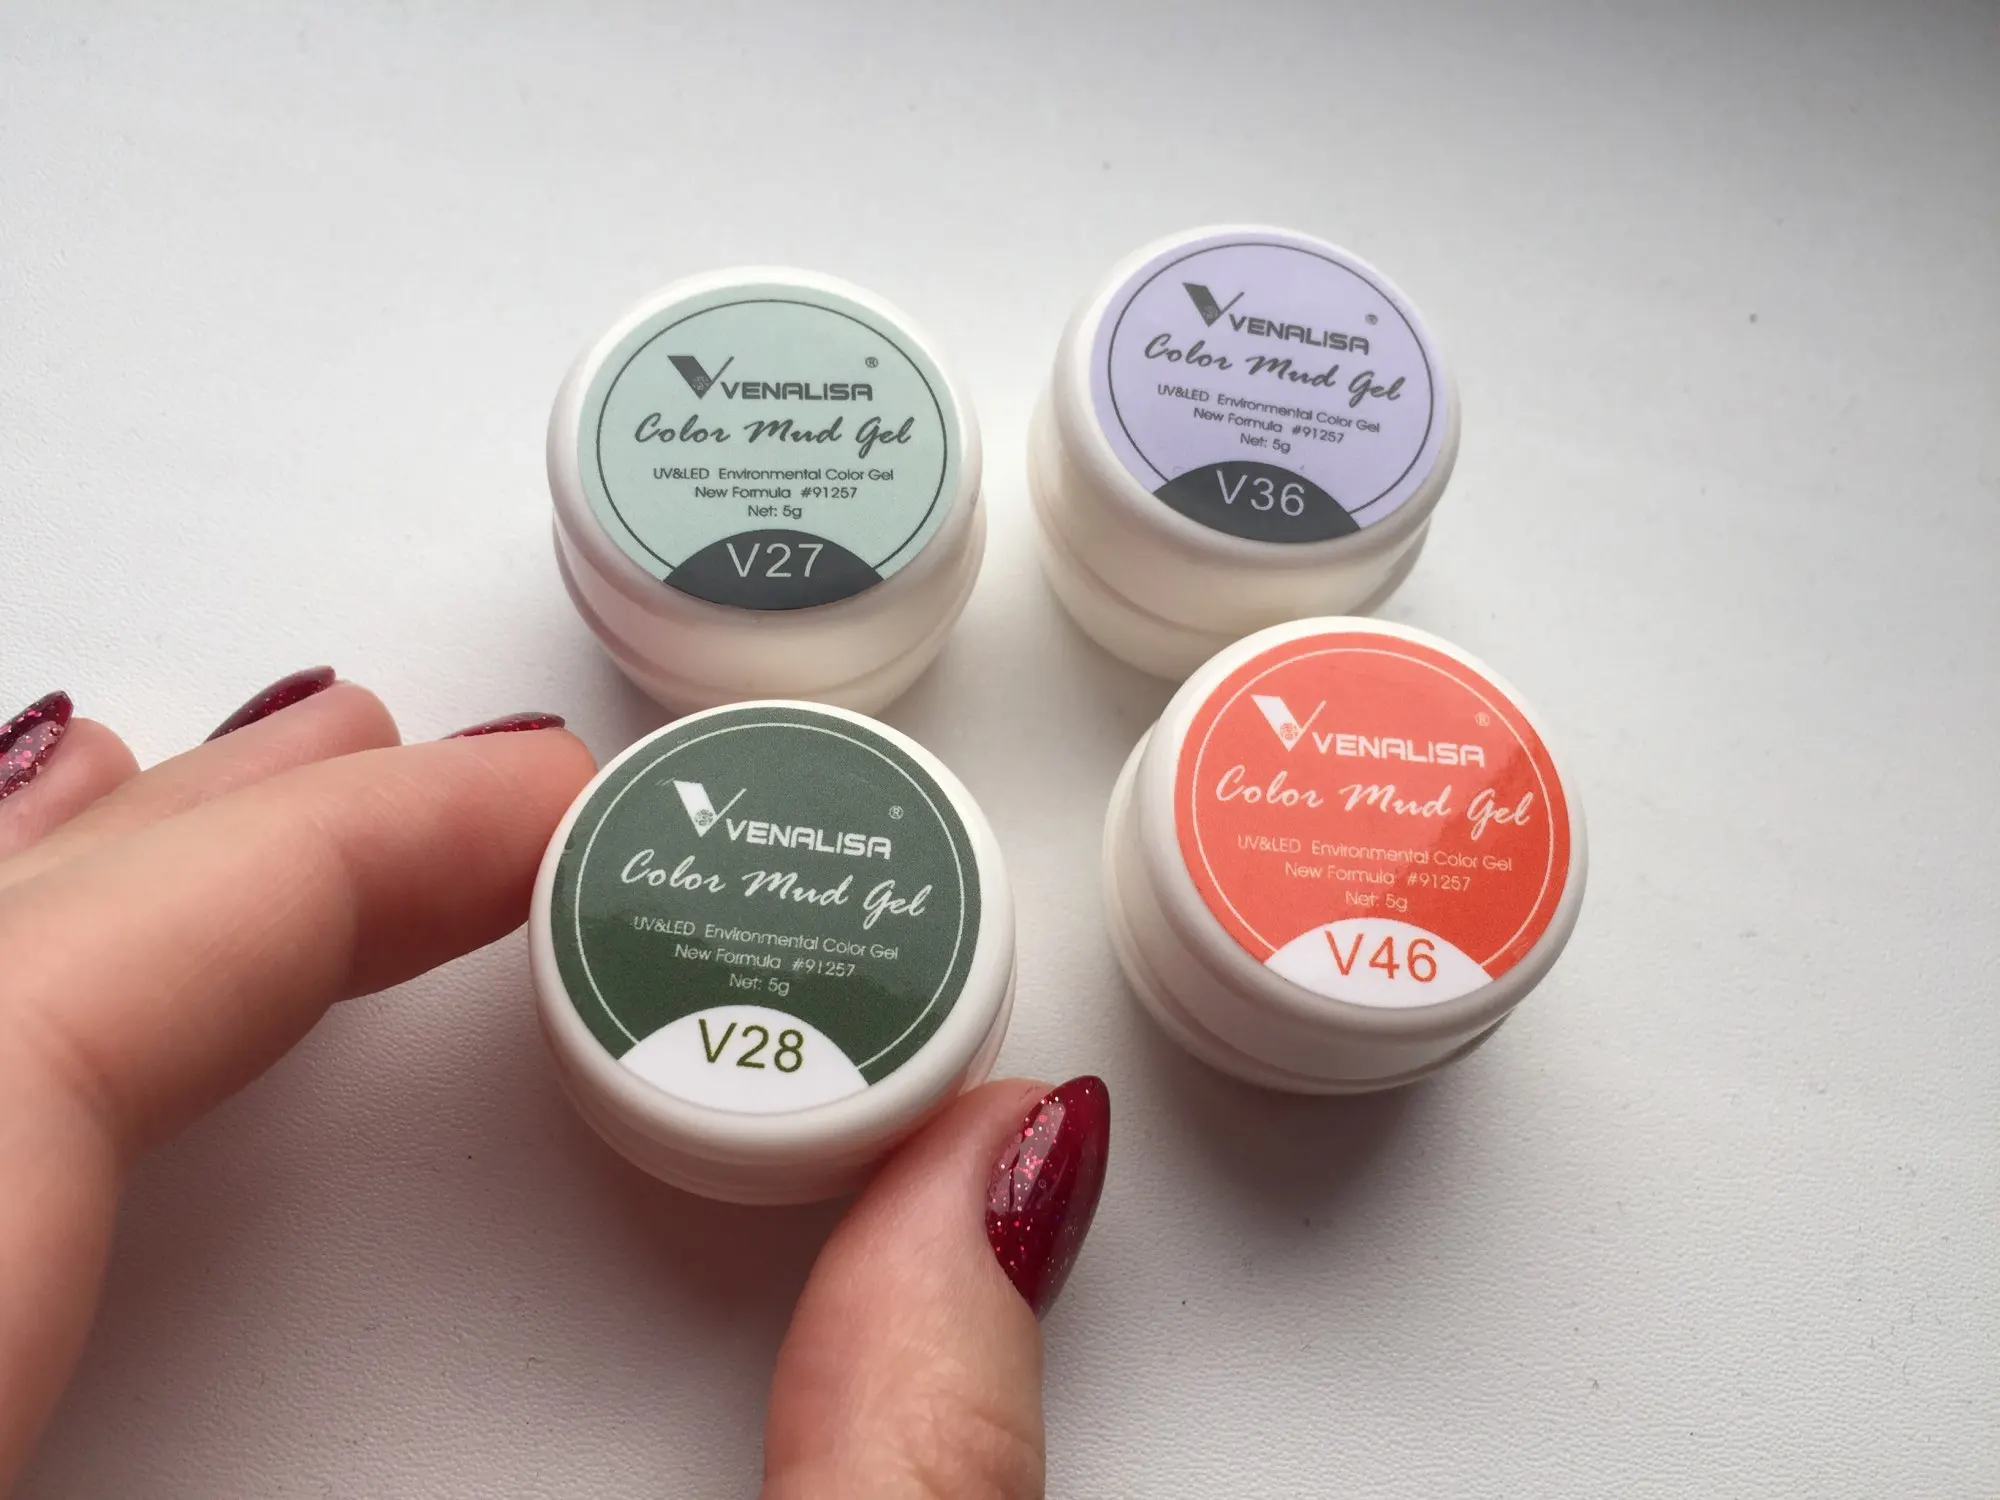 VENALISA ®
Color Mud Gel
UV&LED Environmental Color Gel
New Formula #91257
Net: 5g
V27
VENALISA ®
Color Mud Gel
UV&LED Environmental Color Gel
New Formula #91257
Net: 5g
V36
VENALISA ®
Color Mud Gel
UV&LED Environmental Color Gel
New Formula #91257
Net: 5g
V28
VENALISA ®
Color Mud Gel
UV&LED Environmental Color Gel
New Formula #91257
Net: 5g
V46